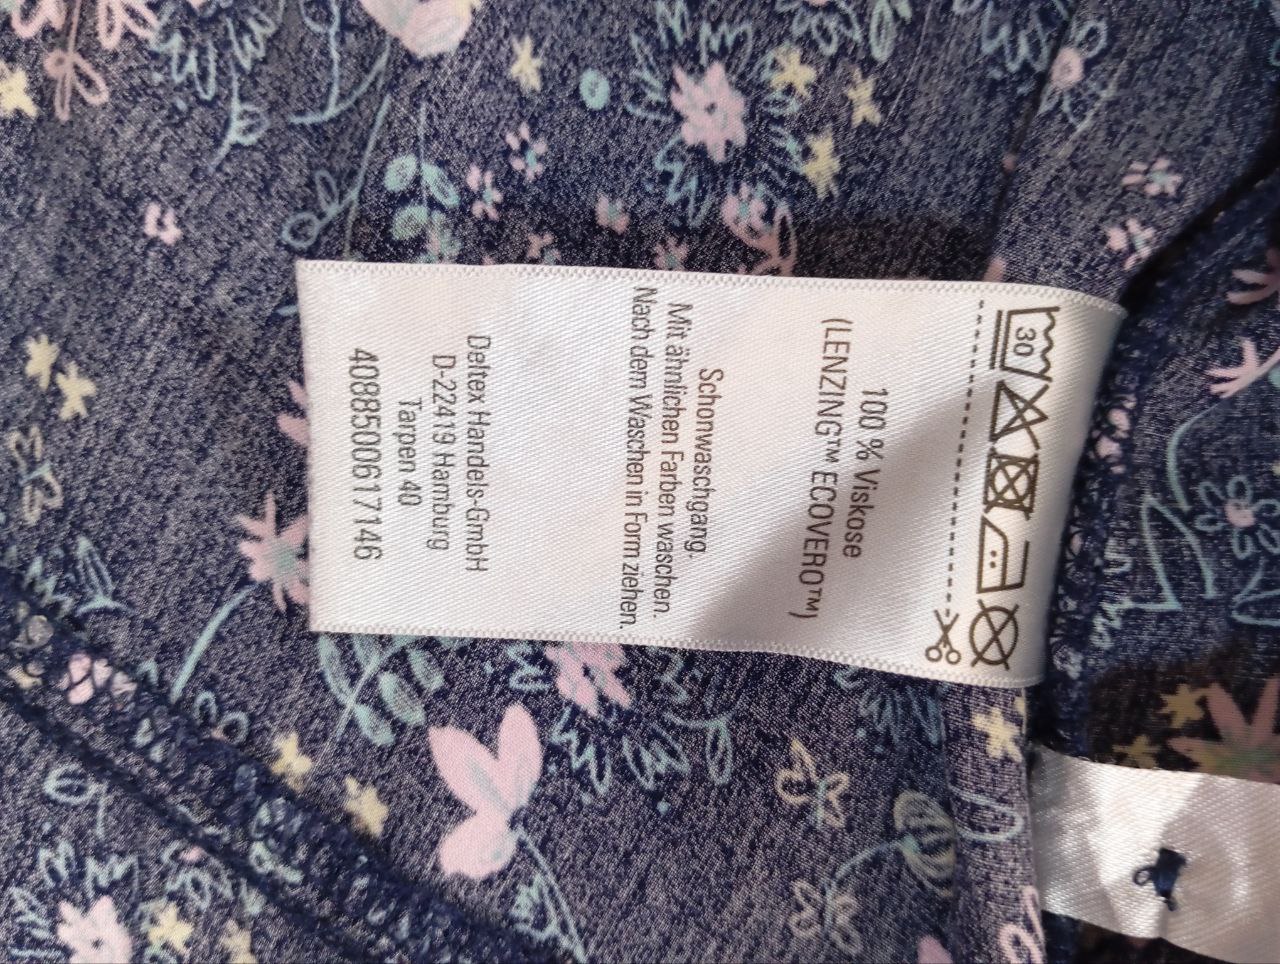 30
100 % Viskose
(LENZING™ ECOVERO™)
Schonwaschgang.
Mit ähnlichen Farben waschen.
Nach dem Waschen in Form ziehen.
Deltex Handels-GmbH
D-22419 Hamburg
Tarpen 40
4088500617146